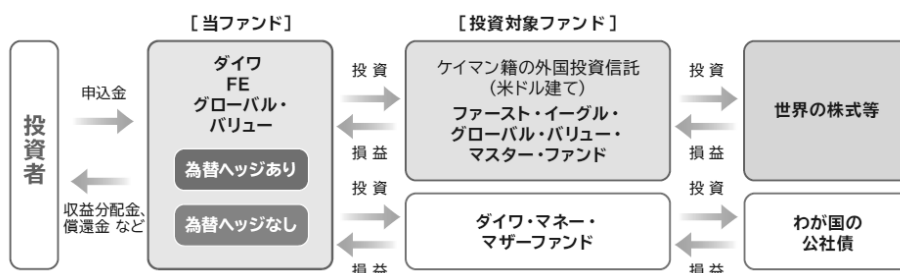 [当ファンド]
[投資対象ファンド]
投資者
申込金
収益分配金、
償還金 など
ダイワ
FE
グローバル・
バリュー
為替ヘッジあり
為替ヘッジなし
投資
損益
投資
損益
ケイマン籍の外国投資信託
(米ドル建て)
ファースト・イーグル・
グローバル・バリュー・
マスター・ファンド
ダイワ・マネー・
マザーファンド
投資
損益
投資
損益
世界の株式等
わが国の
公社債